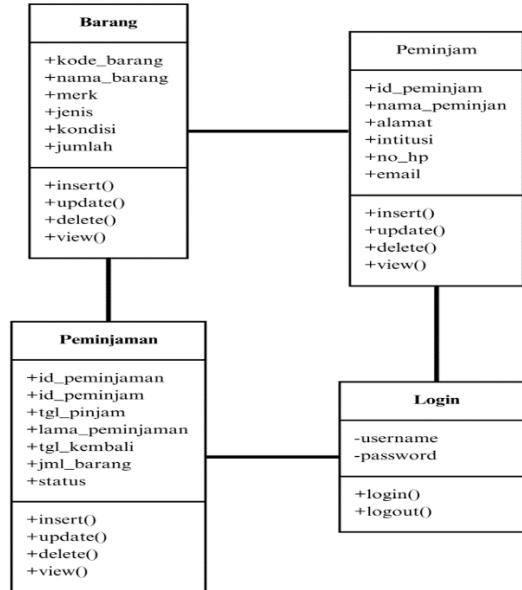 Barang
+kode_barang
+nama_barang
+merk
+jenis
+kondisi
+jumlah
+insert()
+update()
+delete()
+view()
Peminjam
+id_peminjam
+nama_peminjan
+alamat
+intitusi
+no_hp
+email
+insert()
+update()
+delete()
+view()
Peminjaman
+id_peminjaman
+id_peminjam
+tgl_pinjam
+lama_peminjaman
+tgl_kembali
+jml_barang
+status
+insert()
+update()
+delete()
+view()
Login
-username
-password
+login()
+logout()